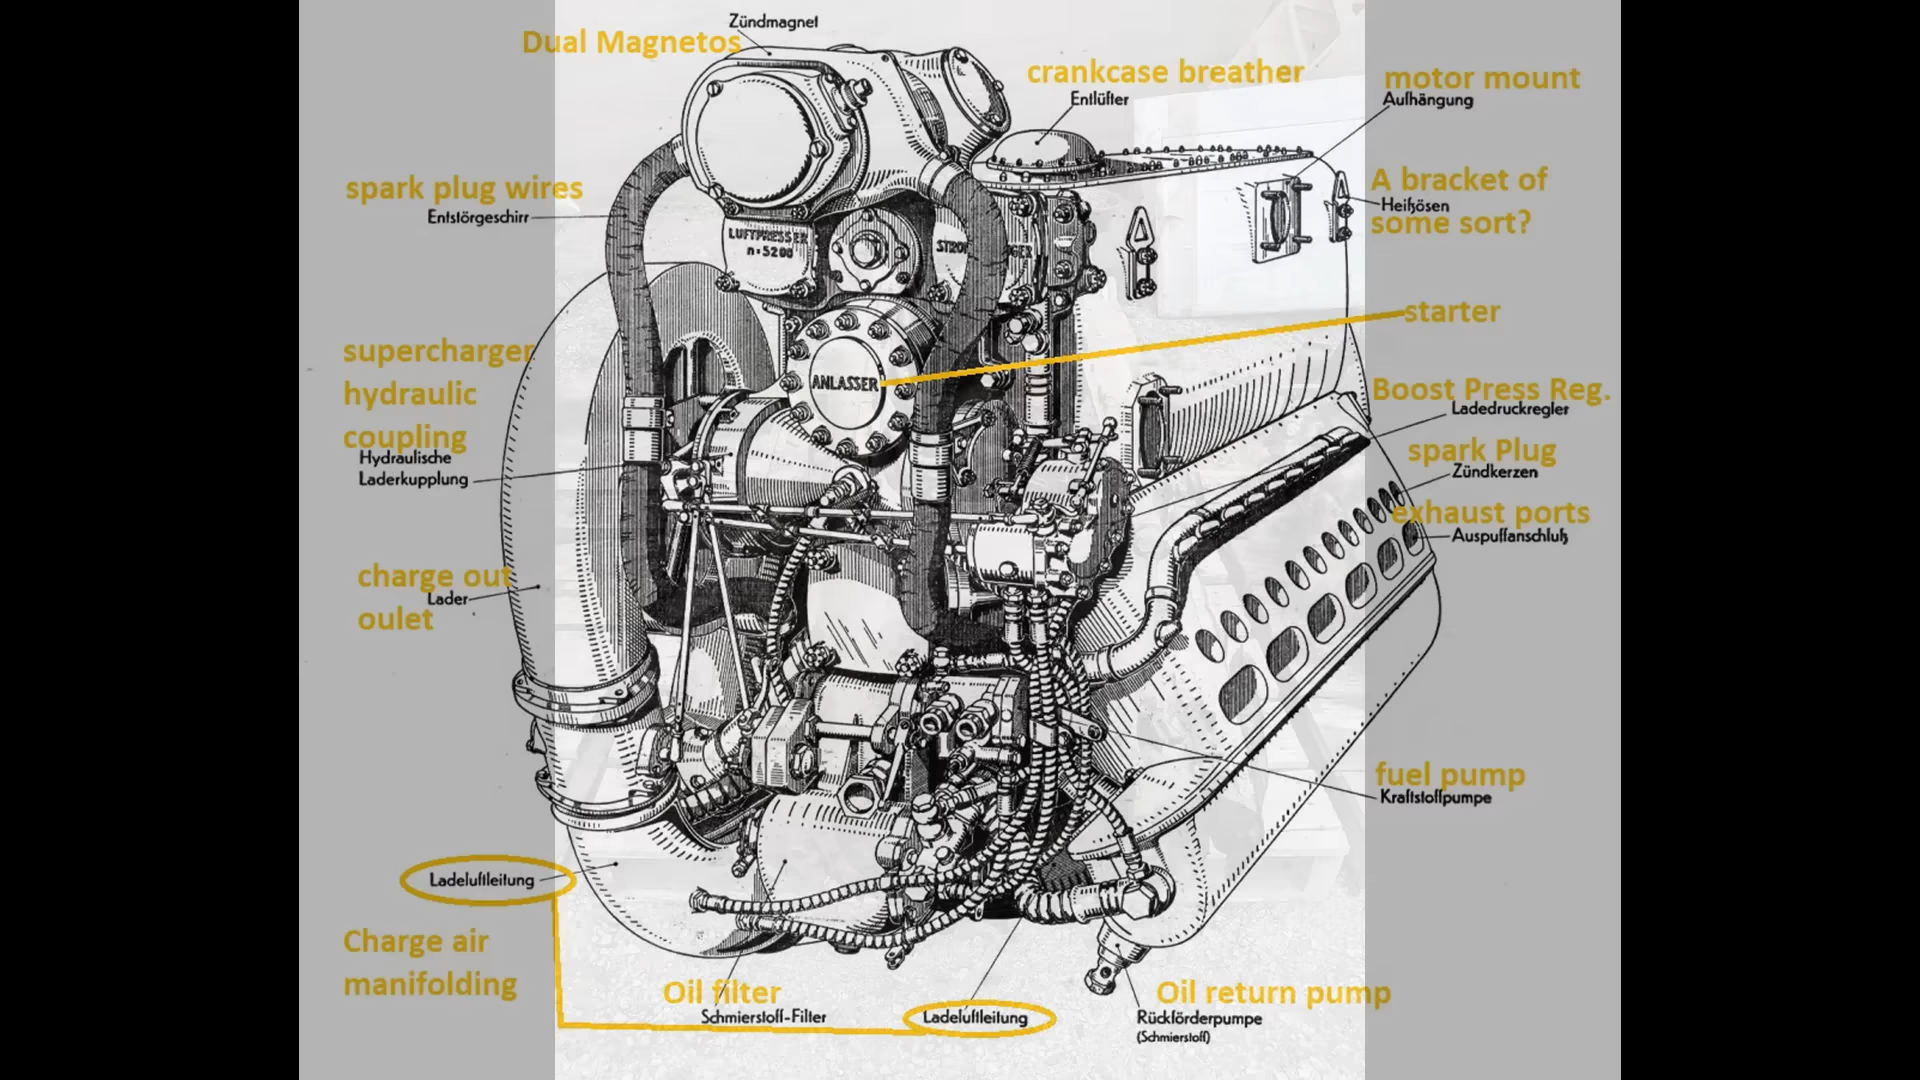 Zündmagnet
Dual Magnetos
crankcase breather
Entlüfter
motor mount
Aufhängung
spark plug wires
Entstörgeschirr
A bracket of
Heißösen
some sort?
LUFTPRESSER
n=5200
ANLASSER
starter
supercharger
hydraulic
coupling
Hydraulische
Laderkupplung
Boost Press Reg.
Ladedruckregler
spark Plug
Zündkerzen
exhaust ports
Auspuffanschluß
charge out
Lader
oulet
fuel pump
Kraftstoffpumpe
Ladeluftleitung
Charge air
manifolding
Oil filter
Schmierstoff-Filter
Ladeluftleitung
Oil return pump
Rückförderpumpe
(Schmierstoff)